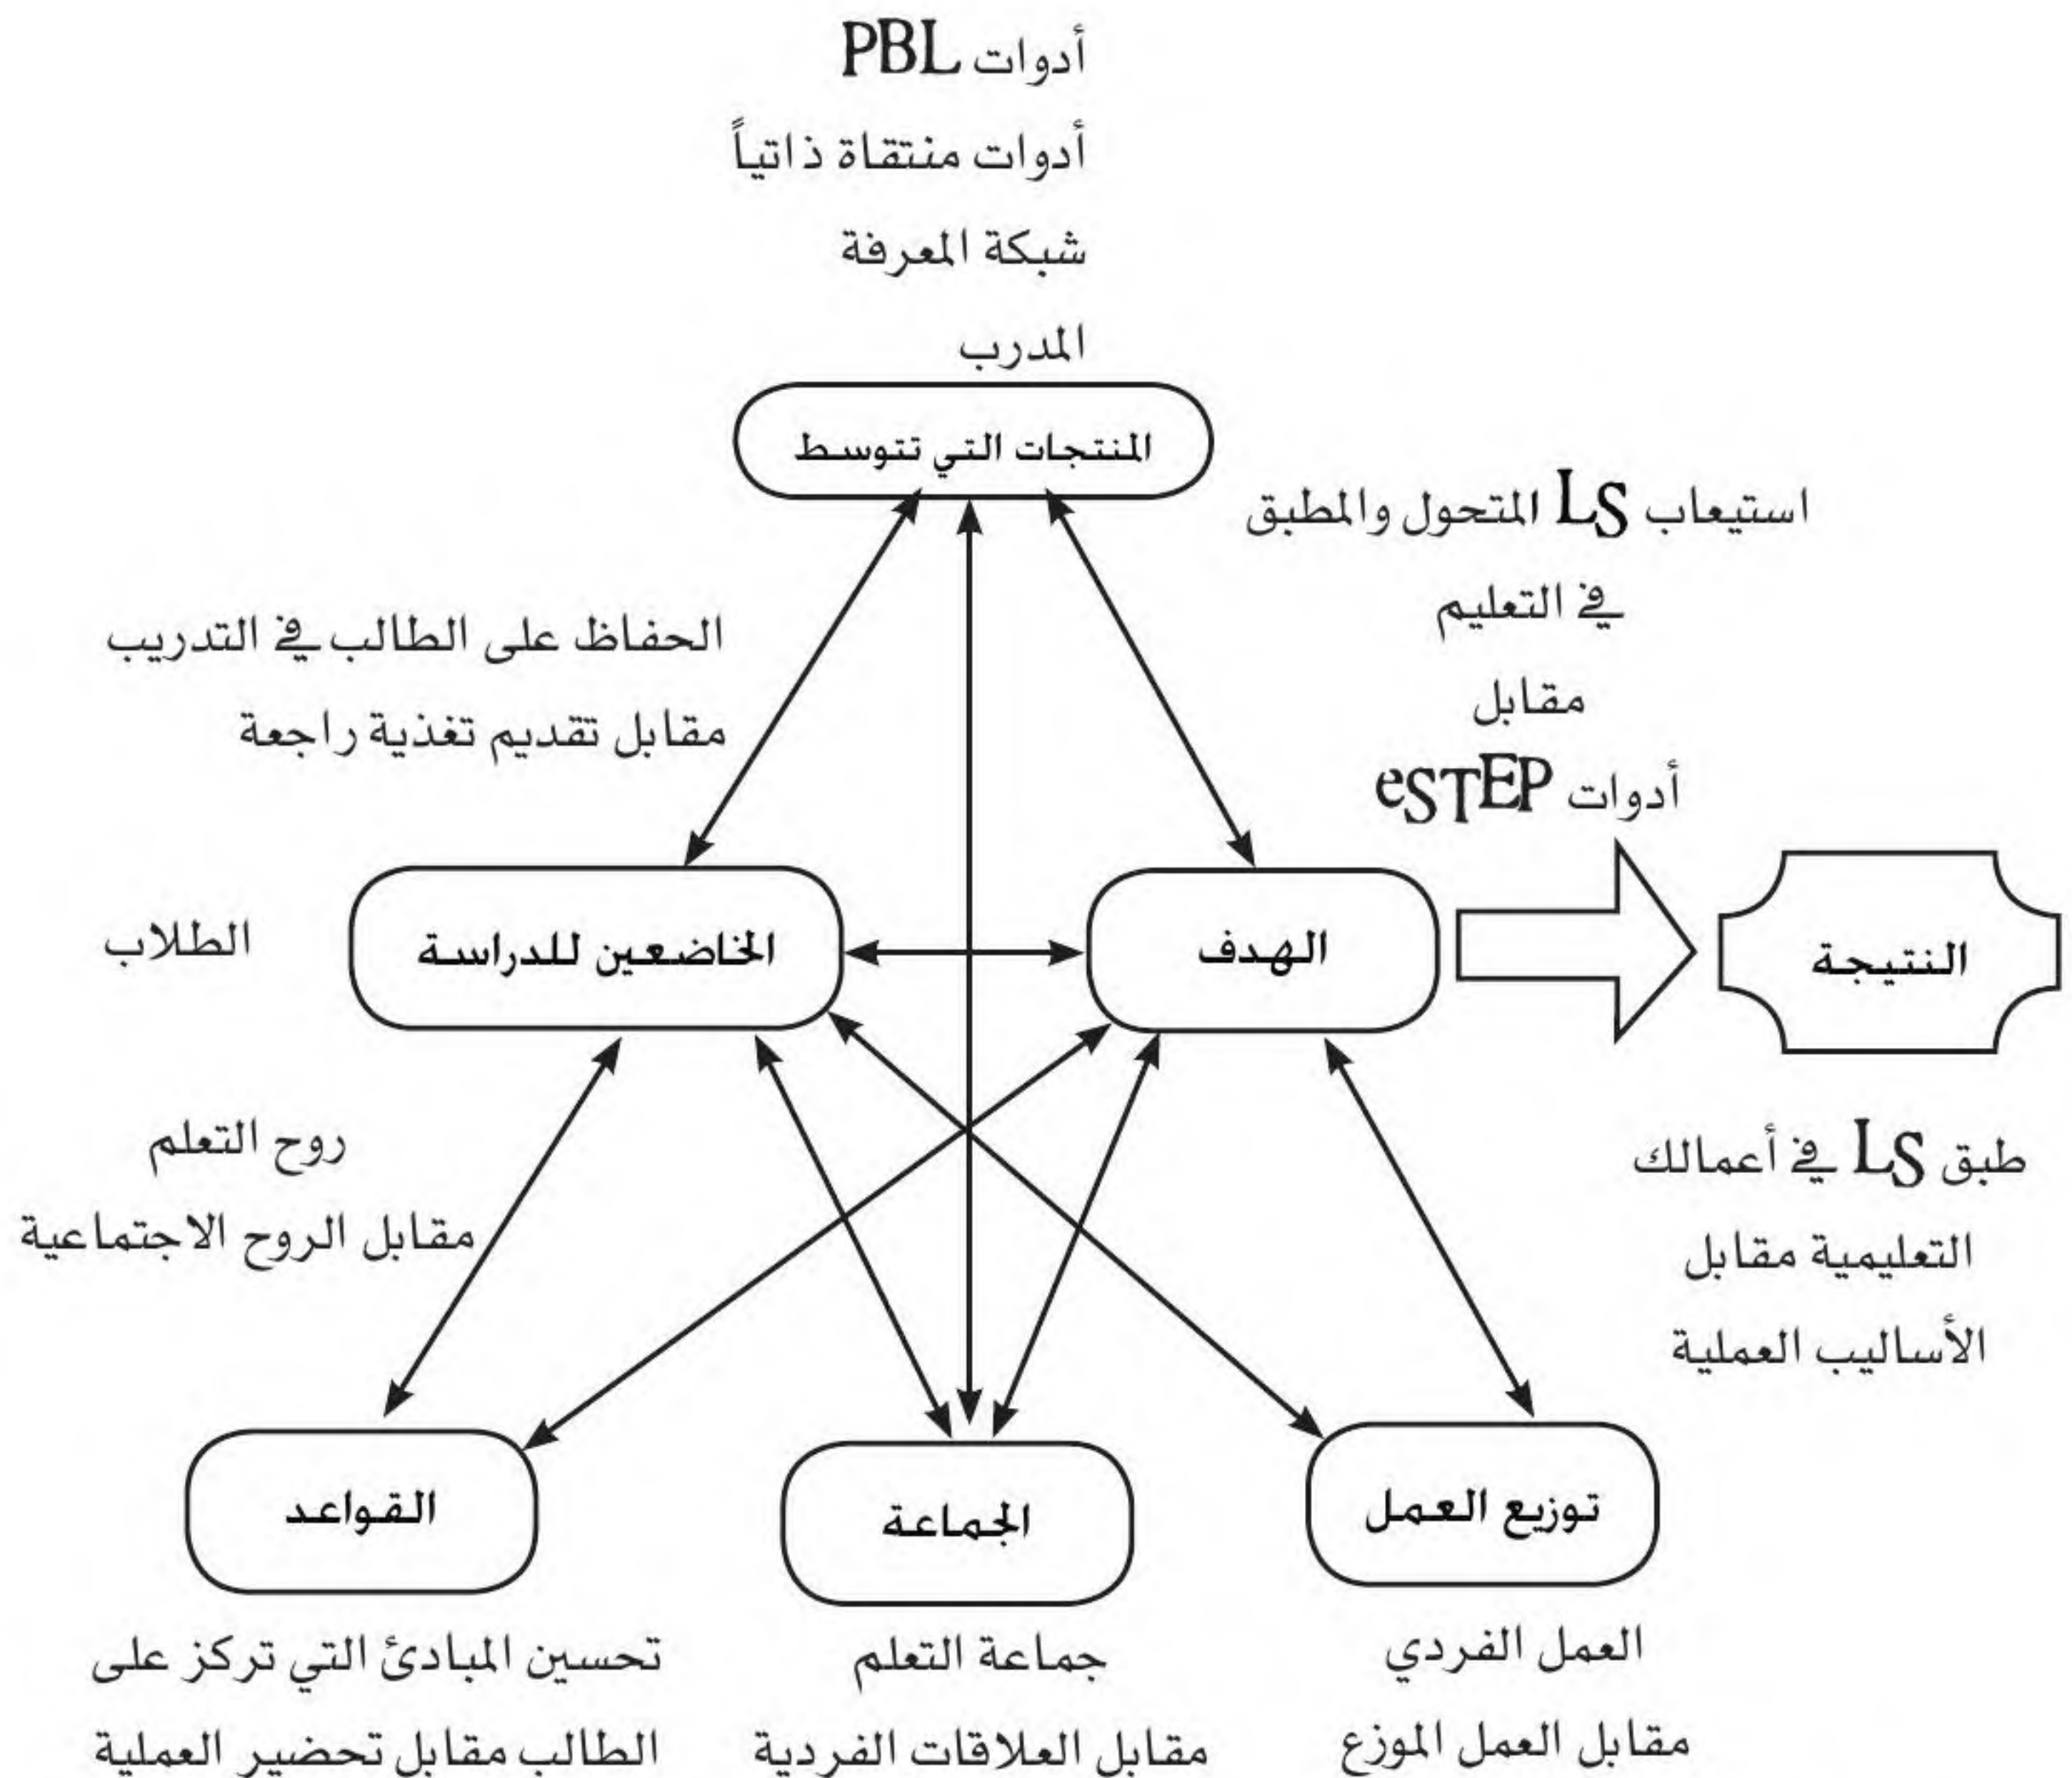 أدوات PBL
أدوات منتقاة ذاتياً
شبكة المعرفة
المدرب
المنتجات التي تتوسط
استيعاب LS المتحول والمطبق
في التعليم
مقابل
أدوات eSTEP
الحفاظ على الطالب في التدريب
مقابل تقديم تغذية راجعة
الطلاب
الخاضعين للدراسة
الهدف
النتيجة
روح التعلم
مقابل الروح الاجتماعية
طبق LS في أعمالك
التعليمية مقابل
الأساليب العملية
القواعد
الجماعة
توزيع العمل
تحسين المبادئ التي تركز على
الطالب مقابل تحضير العملية
جماعة التعلم
مقابل العلاقات الفردية
العمل الفردي
مقابل العمل الموزع